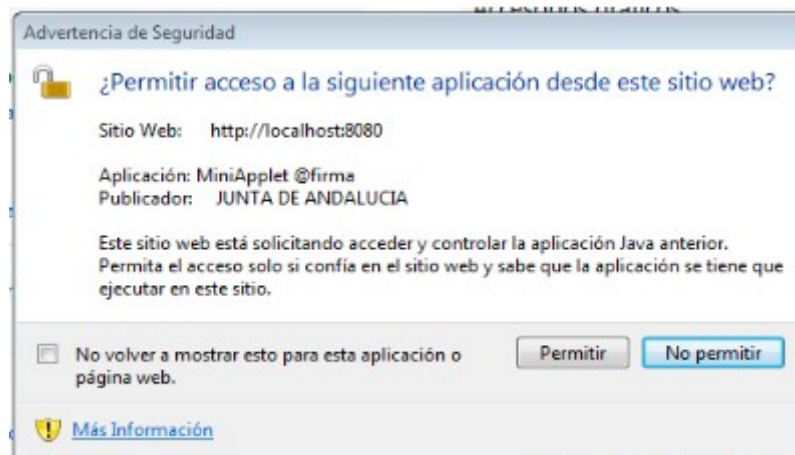 Advertencia de Seguridad
¿Permitir acceso a la siguiente aplicación desde este sitio web?
Sitio Web: http://localhost:8080
Aplicación: MiniApplet @firma
Publicador: JUNTA DE ANDALUCIA
Este sitio web está solicitando acceder y controlar la aplicación Java anterior.
Permita el acceso solo si confía en el sitio web y sabe que la aplicación se tiene que
ejecutar en este sitio.
No volver a mostrar esto para esta aplicación o
página web.
Permitir
No permitir
Más Información